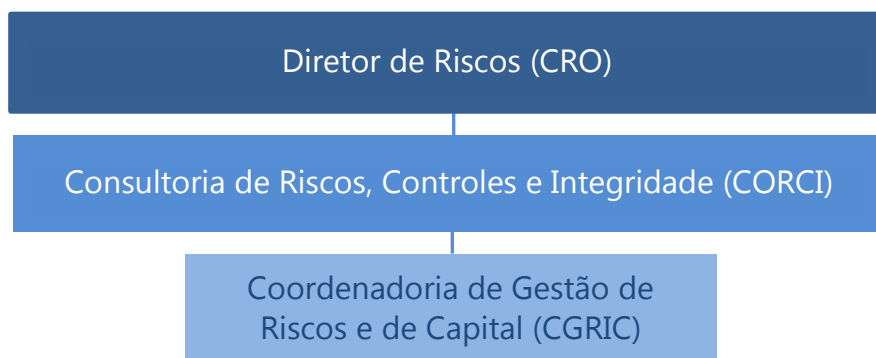 Diretor de Riscos (CRO)
Consultoria de Riscos, Controles e Integridade (CORCI)
Coordenadoria de Gestão de
Riscos e de Capital (CGRIC)